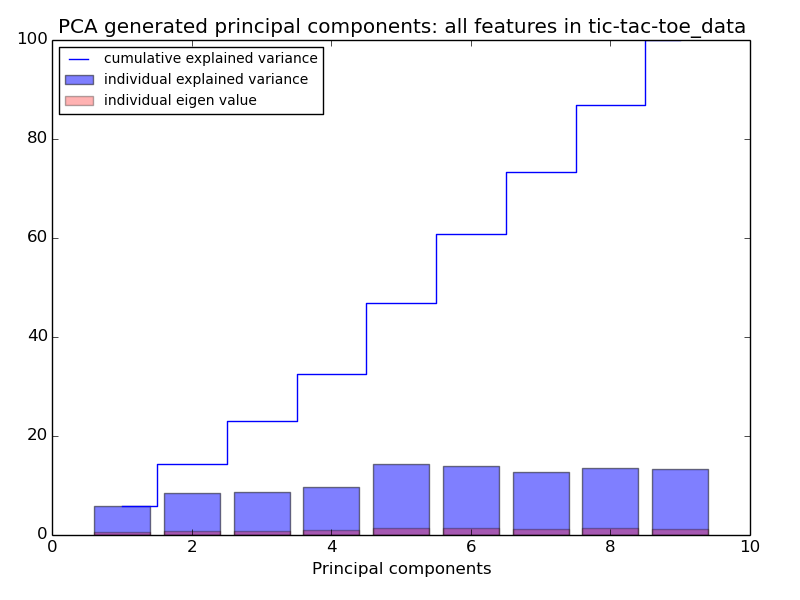 PCA generated principal components: all features in tic-tac-toe_data
100
cumulative explained variance
individual explained variance
individual eigen value
80
60
40
20
0
0 2 4 6 8 10
Principal components